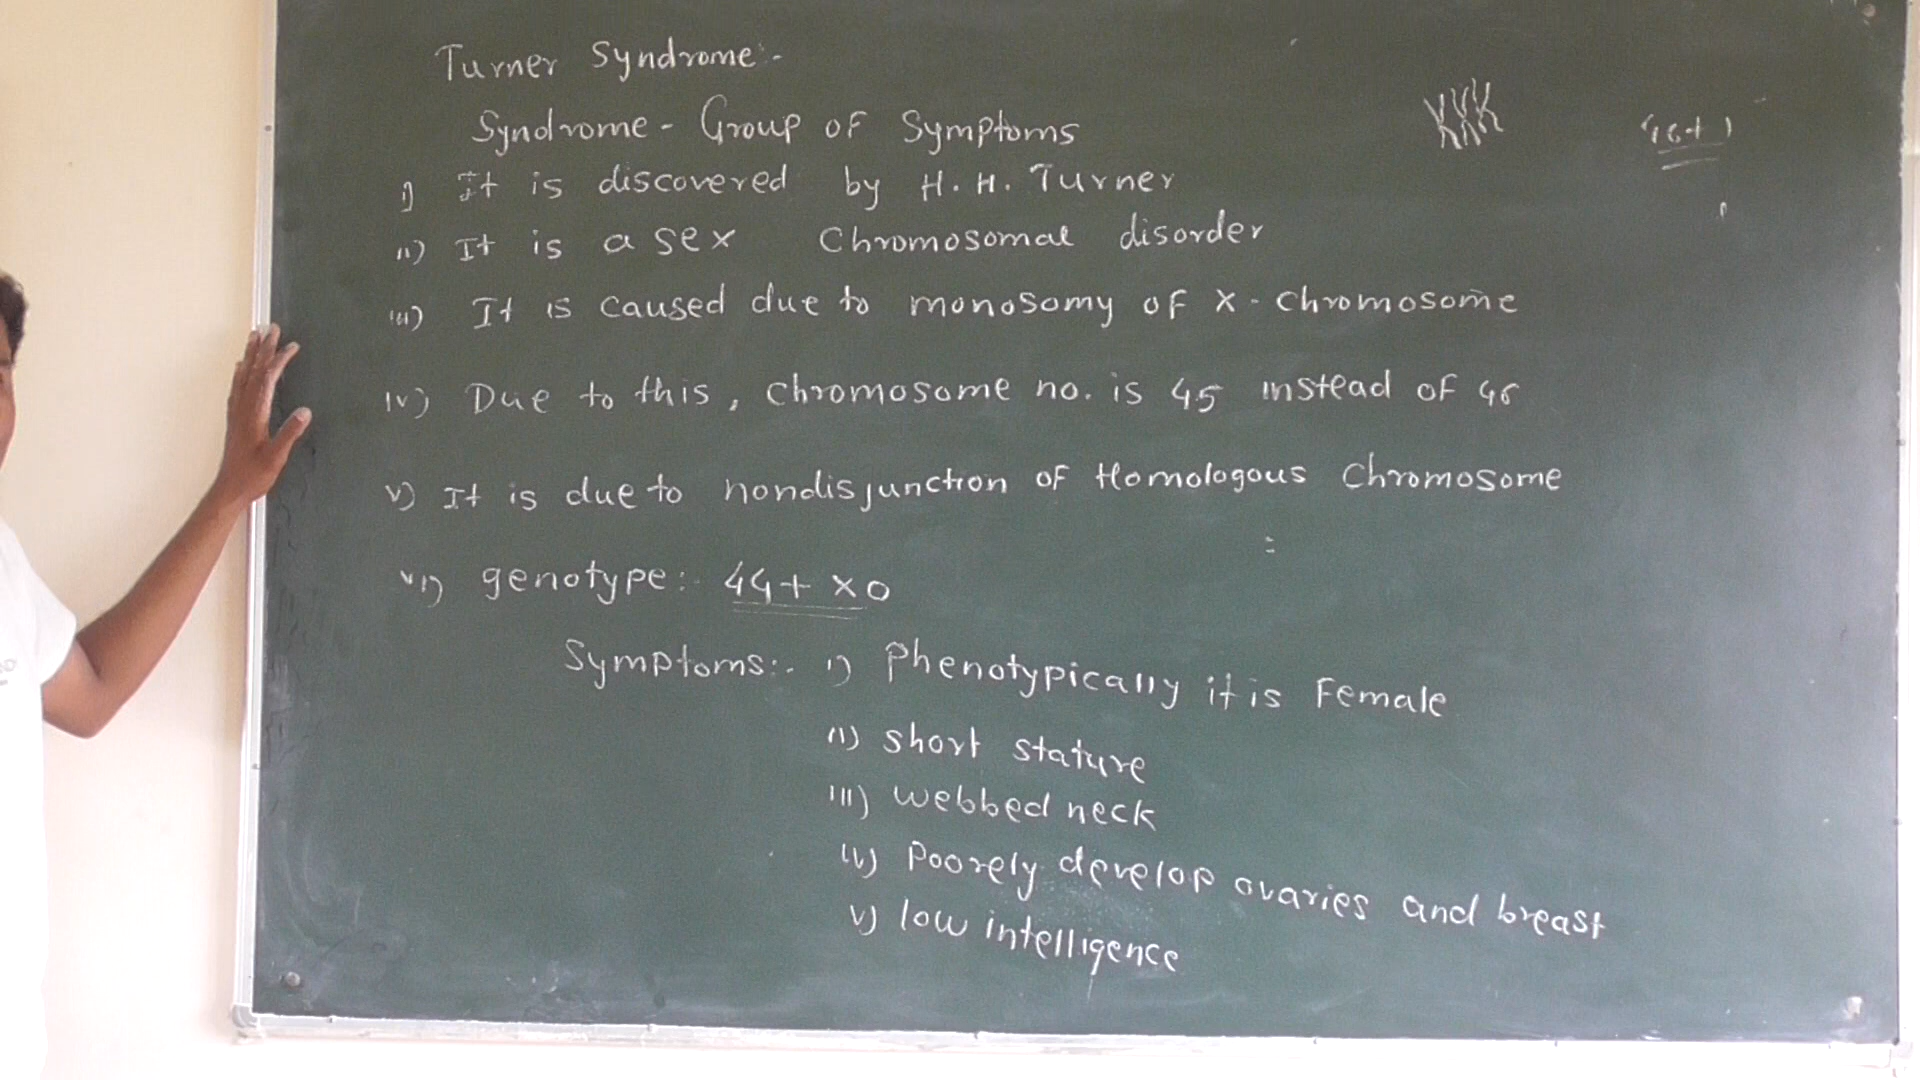 Turner Syndrome:-
Syndrome - Group of Symptoms
i) It is discovered by H. H. Turner
ii) It is a sex Chromosomal disorder
iii) It is caused due to monosomy of X - Chromosome
iv) Due to this, Chromosome no. is 45 instead of 46
v) It is due to nondisjunction of Homologous Chromosome
vi) genotype:- 44+ XO
Symptoms:- i) Phenotypically it is Female
ii) short stature
iii) webbed neck
iv) Poorely develop ovaries and breast
v) low intelligence